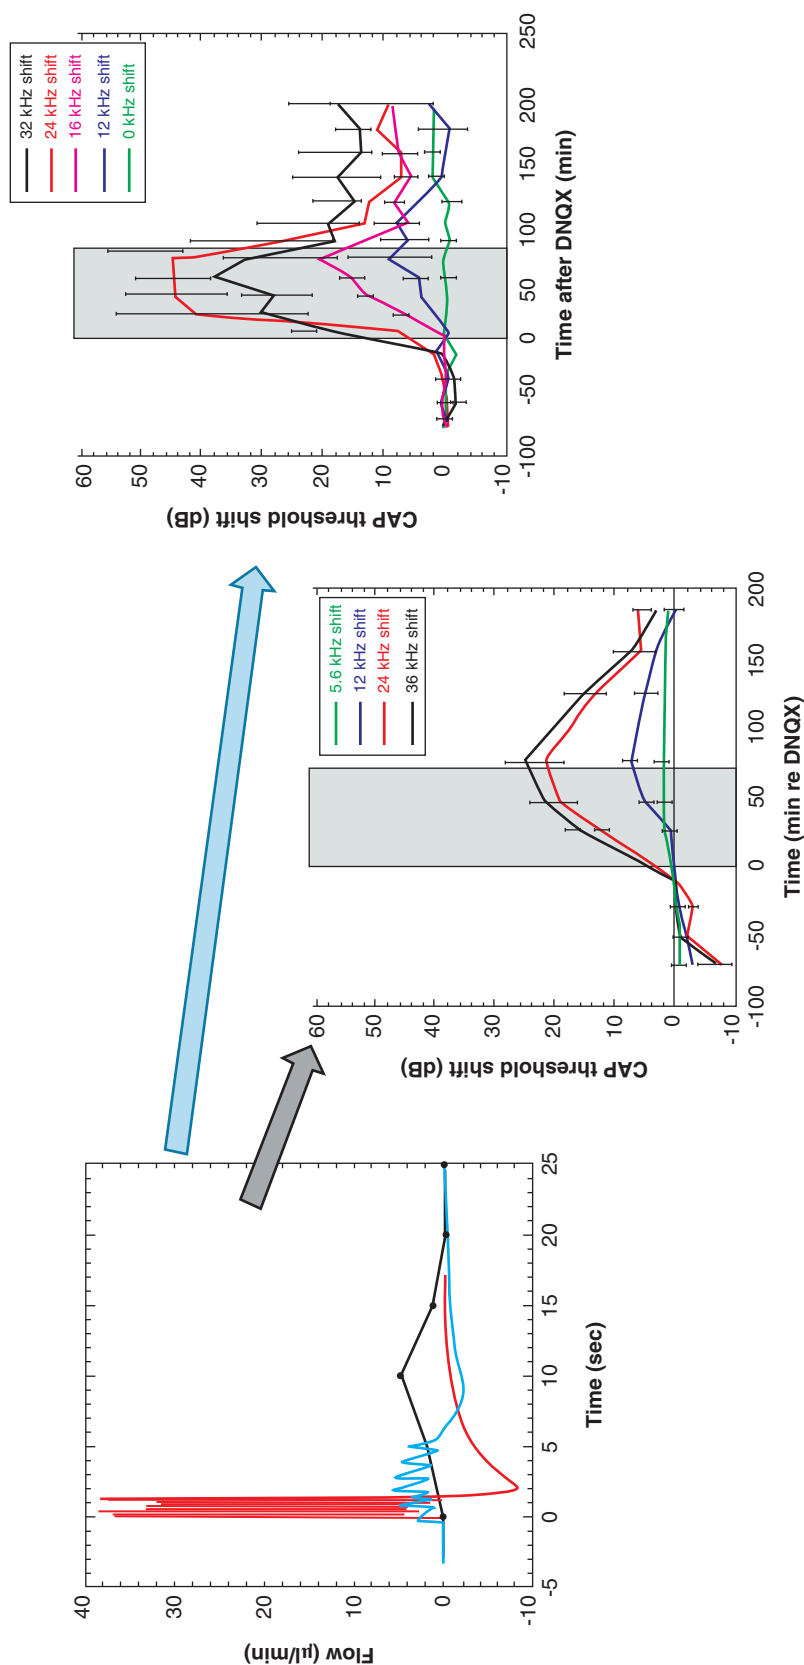 40
30
20
10
0
-10
-5
0
5
10
15
20
25
Flow (µl/min)
Time (sec)
60
50
40
30
20
10
0
-10
-100
-50
0
50
100
150
200
CAP threshold shift (dB)
Time (min re DNQX)
5.6 kHz shift
12 kHz shift
24 kHz shift
36 kHz shift
60
50
40
30
20
10
0
-10
-100
-50
0
50
100
150
200
250
CAP threshold shift (dB)
Time after DNQX (min)
32 kHz shift
24 kHz shift
16 kHz shift
12 kHz shift
0 kHz shift